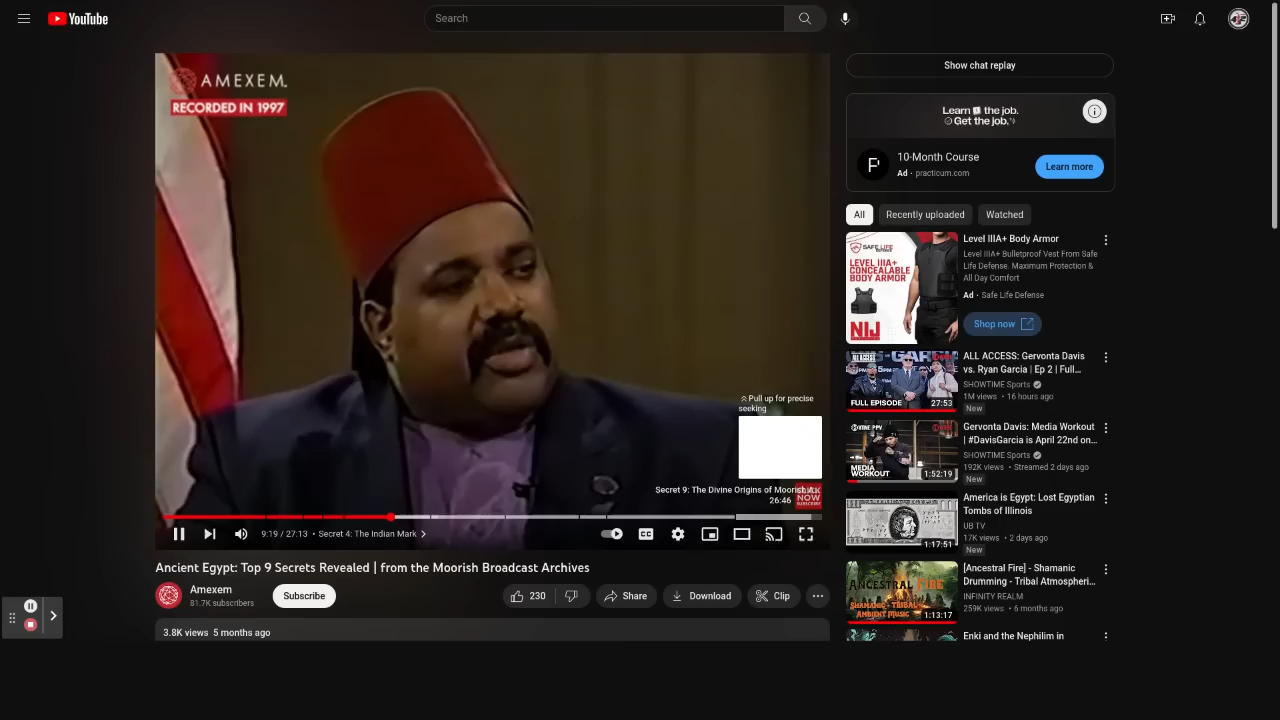 YouTube
Search
AMEXEM.
RECORDED IN 1997
Pull up for precise
seeking
Secret 9: The Divine Origins of Moorish
26:46
NOW
9:19 / 27:13 • Secret 4: The Indian Mark
Ancient Egypt: Top 9 Secrets Revealed | from the Moorish Broadcast Archives
Amexem
81.7K subscribers
Subscribe
230
Share
Download
Clip
3.8K views 5 months ago
Show chat replay
Learn the job.
Get the job.
10-Month Course
Ad • practicum.com
Learn more
All
Recently uploaded
Watched
SAFE LIFE
DEFENSE
LEVEL IIIA+
CONCEALABLE
BODY ARMOR
NIJ
Level IIIA+ Body Armor
Level IIIA+ Bulletproof Vest From Safe
Life Defense. Maximum Protection &
All Day Comfort
Ad • Safe Life Defense
Shop now
FULL EPISODE
27:53
ALL ACCESS: Gervonta Davis
vs. Ryan Garcia | Ep 2 | Full...
SHOWTIME Sports
1M views • 16 hours ago
New
MEDIA
WORKOUT
1:52:19
Gervonta Davis: Media Workout
| #DavisGarcia is April 22nd on...
SHOWTIME Sports
192K views • Streamed 2 days ago
New
1:17:51
America is Egypt: Lost Egyptian
Tombs of Illinois
UB TV
17K views • 2 days ago
New
ANCESTRAL FIRE
SHAMANIC - TRIBAL
AMBIENT MUSIC
1:13:17
[Ancestral Fire] - Shamanic
Drumming - Tribal Atmospheri...
INFINITY REALM
259K views • 6 months ago
Enki and the Nephilim in